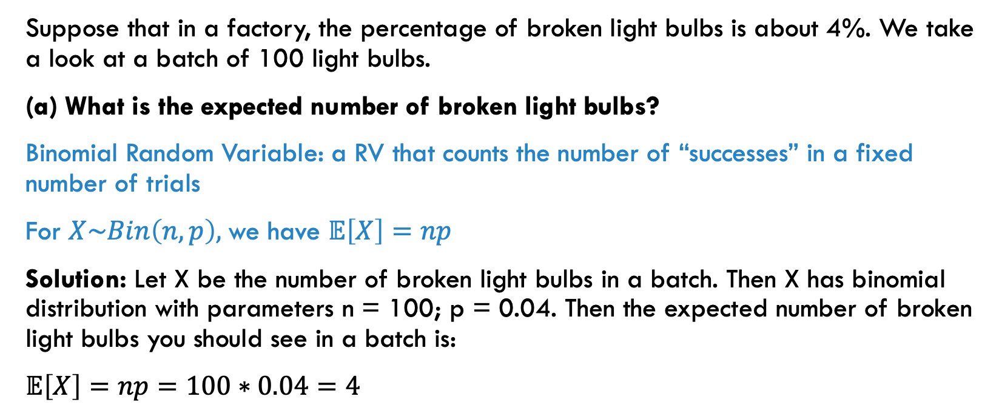 Suppose that in a factory, the percentage of broken light bulbs is about 4%. We take
a look at a batch of 100 light bulbs.
(a) What is the expected number of broken light bulbs?
Binomial Random Variable: a RV that counts the number of “successes” in a fixed
number of trials
For X~Bin(n, p), we have 𝔼[X] = np
Solution: Let X be the number of broken light bulbs in a batch. Then X has binomial
distribution with parameters n = 100; p = 0.04. Then the expected number of broken
light bulbs you should see in a batch is:
𝔼[X] = np = 100 ∗ 0.04 = 4